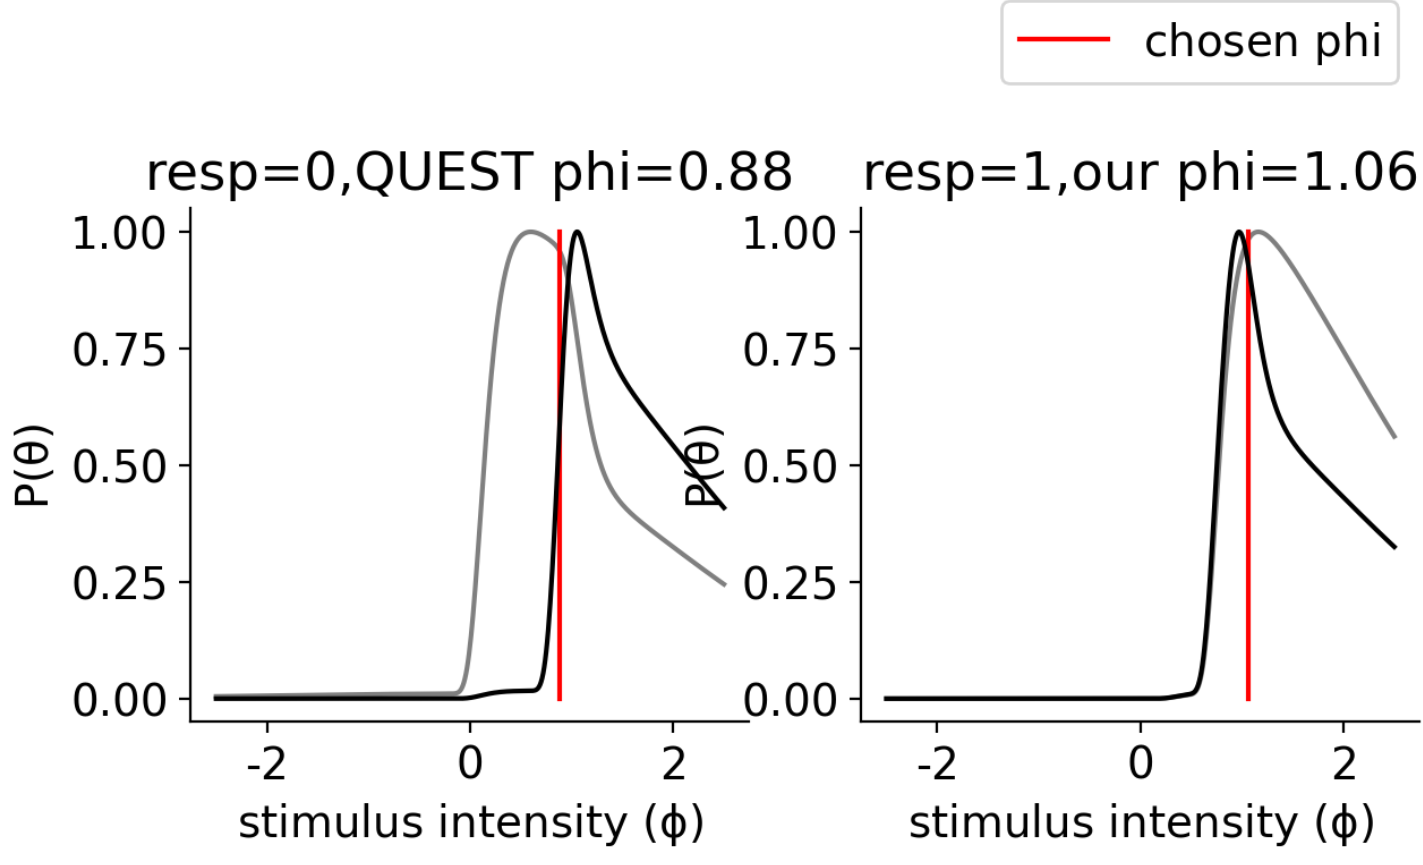 chosen phi
resp=0,QUEST phi=0.88
resp=1,our phi=1.06
P(θ)
1.00
0.75
0.50
0.25
0.00
-2
0
2
stimulus intensity (ϕ)
P(θ)
1.00
0.75
0.50
0.25
0.00
-2
0
2
stimulus intensity (ϕ)